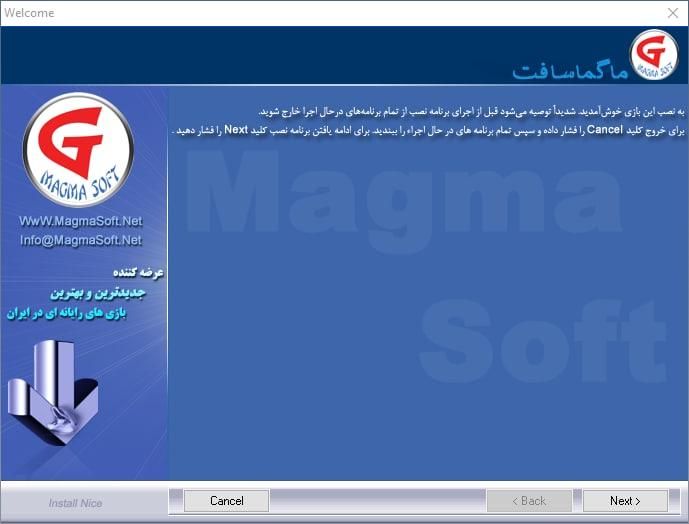 Welcome
ماگماسافت
G
MAGMA SOFT
G
MAGMA SOFT
WwW.MagmaSoft.Net
Info@MagmaSoft.Net
عرضه کننده
جدیدترین و بهترین
بازی های رایانه ای در ایران
به نصب این بازی خوش‌آمدید. شدیداً توصیه می‌شود قبل از اجرای برنامه نصب از تمام برنامه‌های درحال اجرا خارج شوید.
برای خروج کلید Cancel را فشار داده و سپس تمام برنامه های در حال اجراء را ببندید. برای ادامه یافتن برنامه نصب کلید Next را فشار دهید .
Magma
Soft
Install Nice
Cancel
< Back
Next >